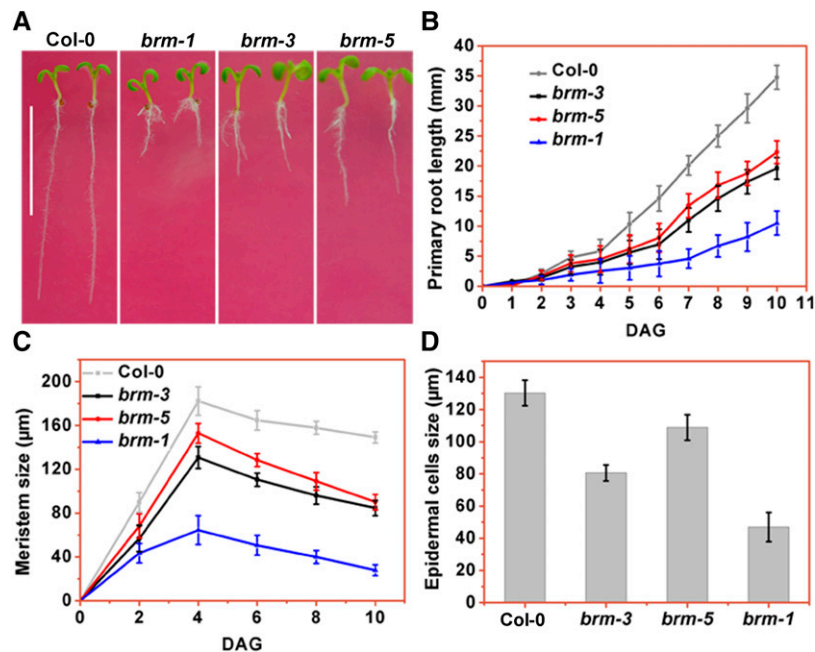 A
Col-0 brm-1 brm-3 brm-5
B
Primary root length (mm)
40
35
30
25
20
15
10
5
0
Col-0
brm-3
brm-5
brm-1
0 1 2 3 4 5 6 7 8 9 10 11
DAG
C
Meristem size (μm)
200
160
120
80
40
0
Col-0
brm-3
brm-5
brm-1
0 2 4 6 8 10
DAG
D
Epidermal cells size (μm)
140
120
100
80
60
40
20
0
Col-0 brm-3 brm-5 brm-1